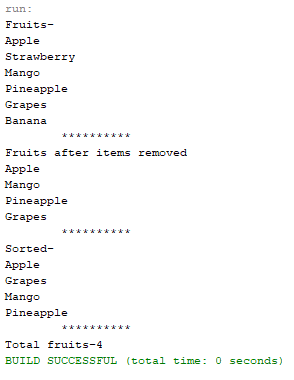 run:
Fruits-
Apple
Strawberry
Mango
Pineapple
Grapes
Banana
**********
Fruits after items removed
Apple
Mango
Pineapple
Grapes
**********
Sorted-
Apple
Grapes
Mango
Pineapple
**********
Total fruits-4
BUILD SUCCESSFUL (total time: 0 seconds)